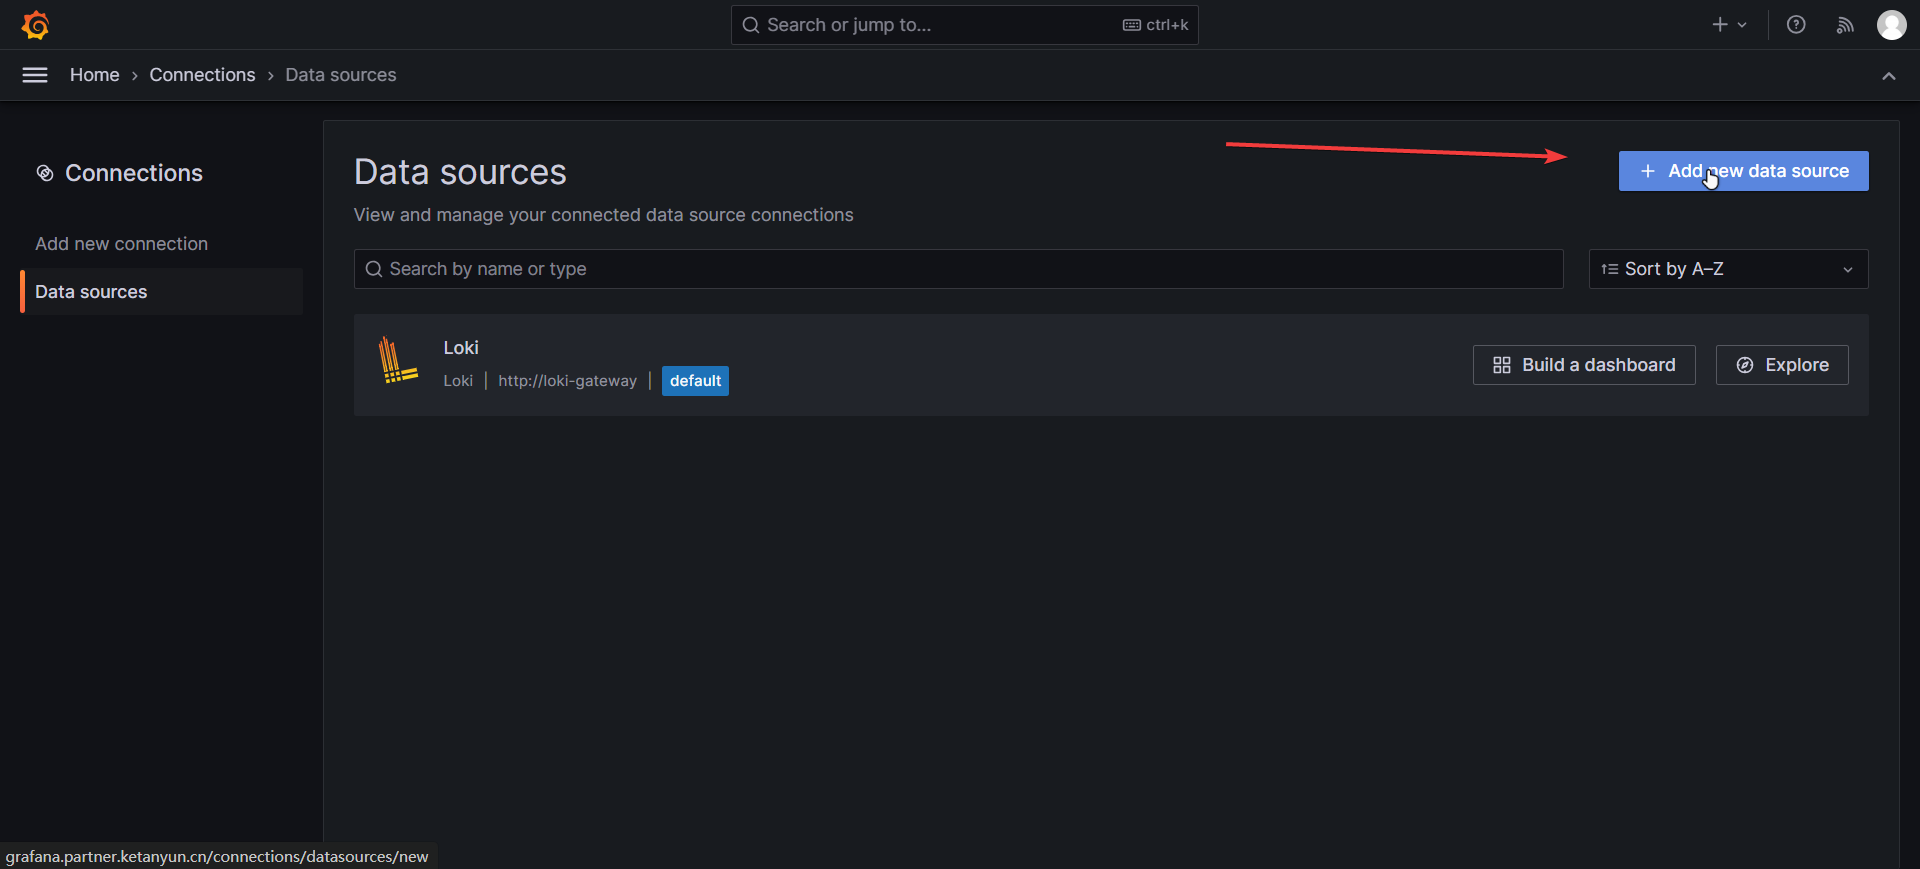 Search or jump to...
ctrl+k
Home › Connections › Data sources
Connections
Add new connection
Data sources
Data sources
View and manage your connected data source connections
Add new data source
Search by name or type
Sort by A–Z
Loki
Loki | http://loki-gateway | default
Build a dashboard
Explore
grafana.partner.ketanyun.cn/connections/datasources/new